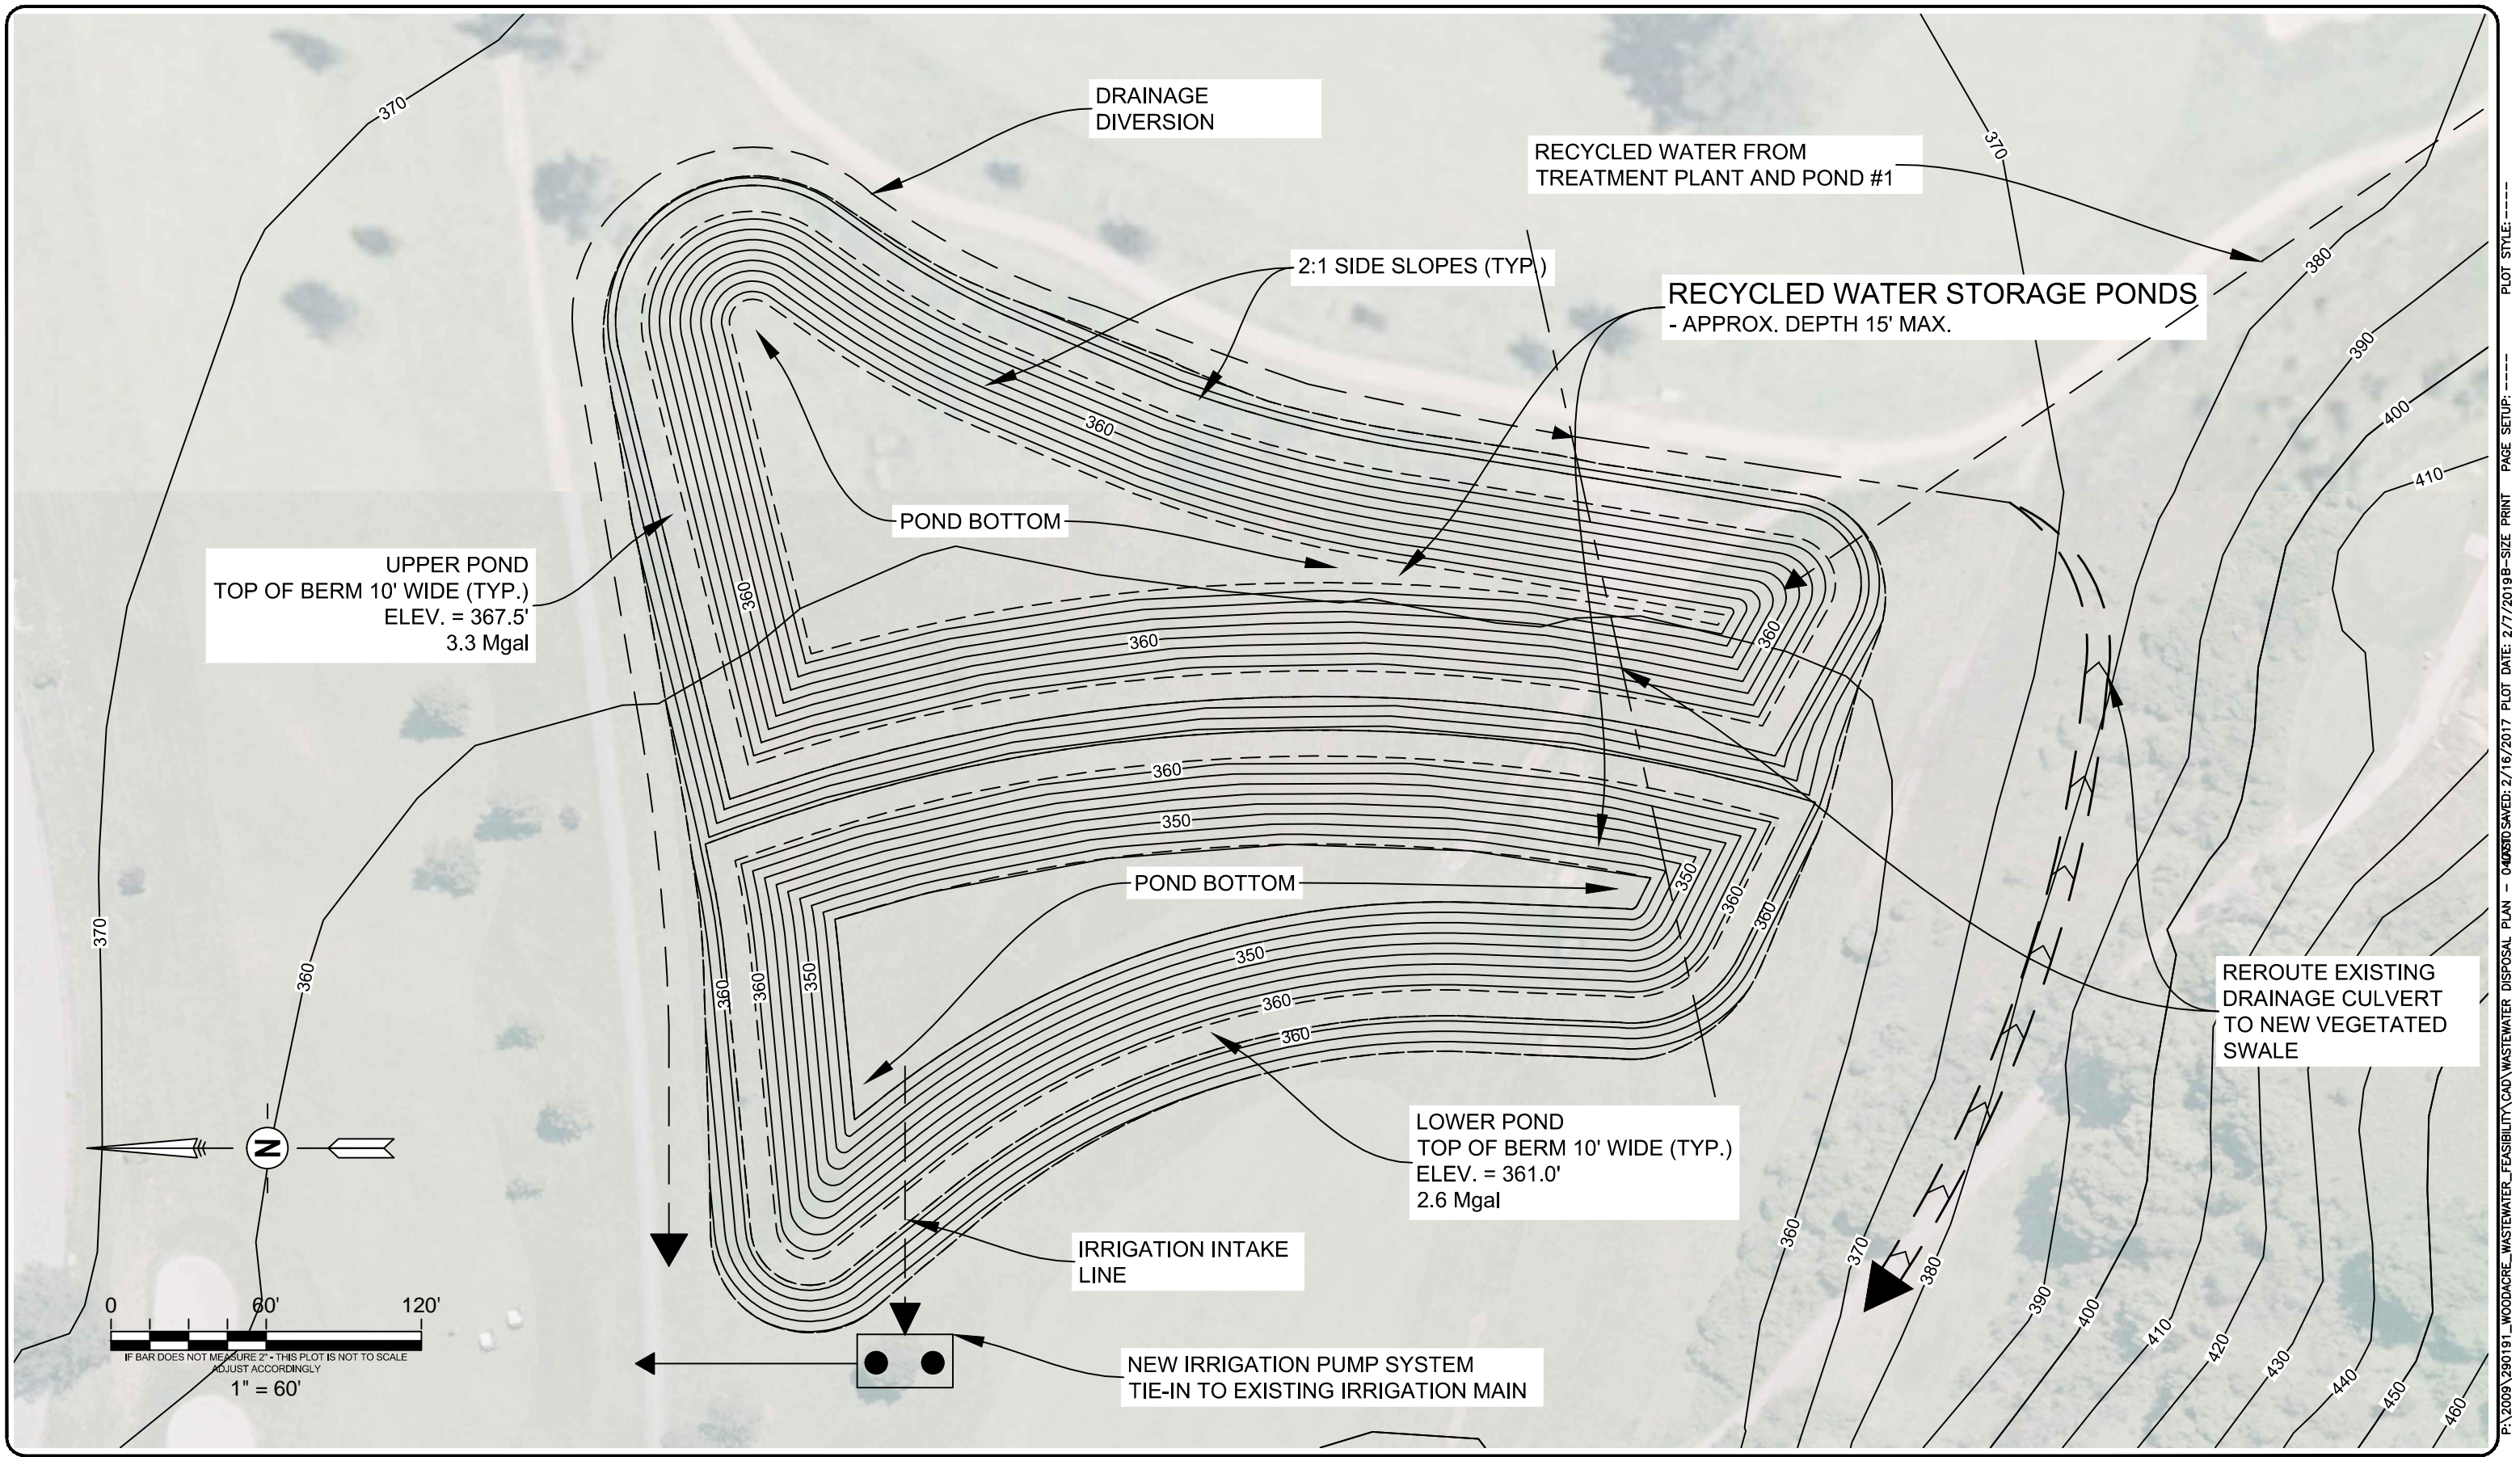 370
DRAINAGE
DIVERSION
RECYCLED WATER FROM
TREATMENT PLANT AND POND #1
370
380
2:1 SIDE SLOPES (TYP.)
RECYCLED WATER STORAGE PONDS
- APPROX. DEPTH 15' MAX.
390
400
410
360
POND BOTTOM
UPPER POND
TOP OF BERM 10' WIDE (TYP.)
ELEV. = 367.5'
3.3 Mgal
360
360
360
360
350
POND BOTTOM
350
360
360
370
360
360
360
350
350
360
360
REROUTE EXISTING
DRAINAGE CULVERT
TO NEW VEGETATED
SWALE
N
LOWER POND
TOP OF BERM 10' WIDE (TYP.)
ELEV. = 361.0'
2.6 Mgal
IRRIGATION INTAKE
LINE
360
370
380
390
400
410
420
430
440
450
460
0 60' 120'
IF BAR DOES NOT MEASURE 2" - THIS PLOT IS NOT TO SCALE
ADJUST ACCORDINGLY
1" = 60'
NEW IRRIGATION PUMP SYSTEM
TIE-IN TO EXISTING IRRIGATION MAIN
P:\2009\290191_WOODACRE_WASTEWATER_FEASIBILITY\CAD\WASTEWATER DISPOSAL PLAN - SAVED: 2/16/2017 PLOT DATE: 2/7/2019 B-SIZE PRINT PAGE SETUP: ---- PLOT STYLE: ----